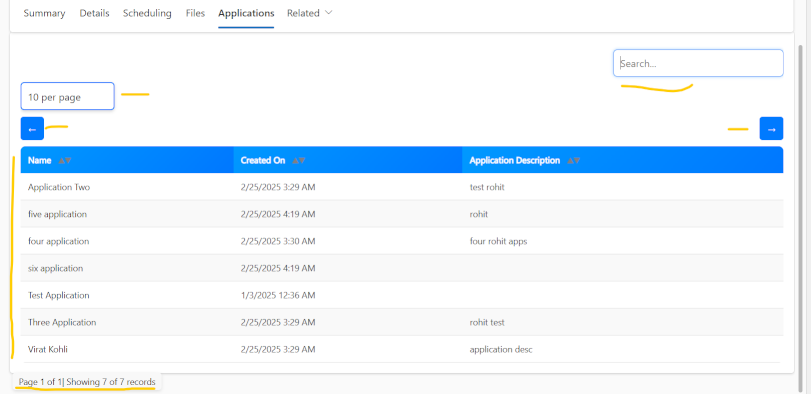 Summary Details Scheduling Files Applications Related
Search...
10 per page
← →
Name ▲▼ Created On ▲▼ Application Description ▲▼
Application Two 2/25/2025 3:29 AM test rohit
five application 2/25/2025 4:19 AM rohit
four application 2/25/2025 3:30 AM four rohit apps
six application 2/25/2025 4:19 AM
Test Application 1/3/2025 12:36 AM
Three Application 2/25/2025 3:29 AM rohit test
Virat Kohli 2/25/2025 3:29 AM application desc
Page 1 of 1| Showing 7 of 7 records